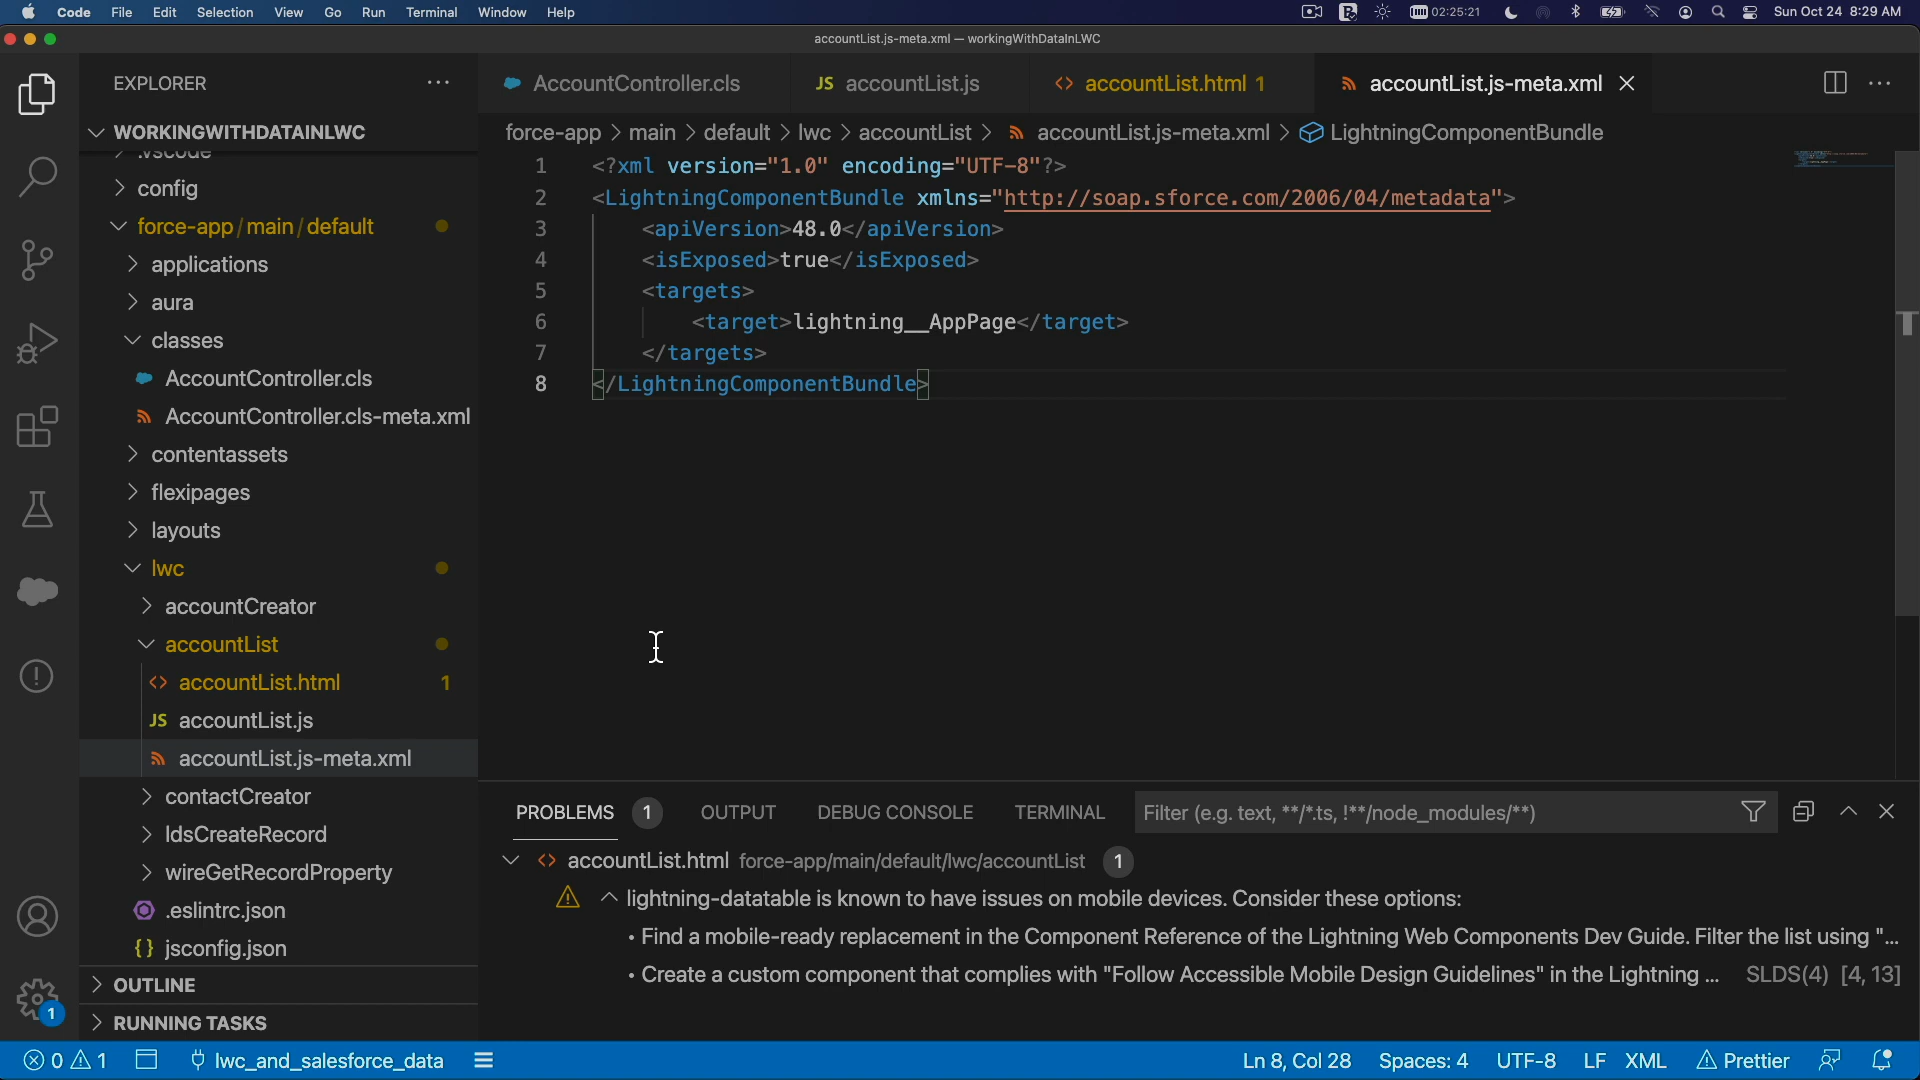 Code File Edit Selection View Go Run Terminal Window Help 02:25:21 Sun Oct 24 8:29 AM
accountList.js-meta.xml — workingWithDataInLWC
EXPLORER
AccountController.cls
JS accountList.js
<> accountList.html 1
accountList.js-meta.xml
WORKINGWITHDATAINLWC
force-app > main > default > lwc > accountList > accountList.js-meta.xml > LightningComponentBundle
.vscode
config
force-app / main / default
applications
aura
classes
AccountController.cls
AccountController.cls-meta.xml
contentassets
flexipages
layouts
lwc
accountCreator
accountList
<> accountList.html 1
JS accountList.js
accountList.js-meta.xml
contactCreator
ldsCreateRecord
wireGetRecordProperty
.eslintrc.json
{} jsconfig.json
OUTLINE
RUNNING TASKS
1
1 <?xml version="1.0" encoding="UTF-8"?>
2 <LightningComponentBundle xmlns="http://soap.sforce.com/2006/04/metadata">
3 <apiVersion>48.0</apiVersion>
4 <isExposed>true</isExposed>
5 <targets>
6 <target>lightning__AppPage</target>
7 </targets>
8 </LightningComponentBundle>
PROBLEMS 1 OUTPUT DEBUG CONSOLE TERMINAL Filter (e.g. text, **/*.ts, !**/node_modules/**)
<> accountList.html force-app/main/default/lwc/accountList 1
lightning-datatable is known to have issues on mobile devices. Consider these options:
• Find a mobile-ready replacement in the Component Reference of the Lightning Web Components Dev Guide. Filter the list using "...
• Create a custom component that complies with "Follow Accessible Mobile Design Guidelines" in the Lightning ... SLDS(4) [4, 13]
0 1 lwc_and_salesforce_data Ln 8, Col 28 Spaces: 4 UTF-8 LF XML Prettier